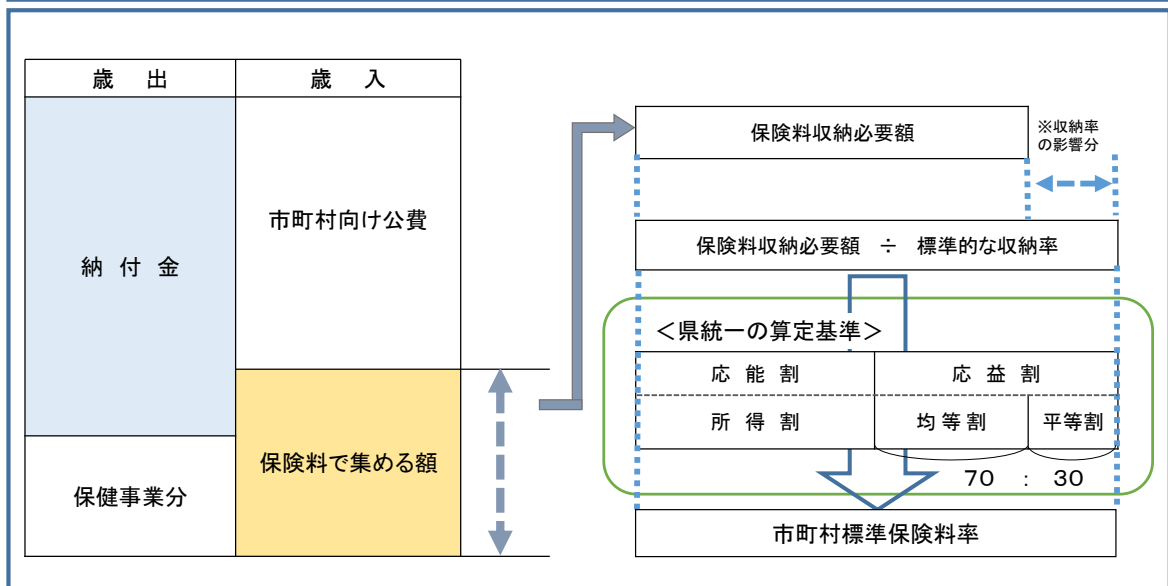 歳　出
歳　入
納 付 金
保健事業分
市町村向け公費
保険料で集める額
保険料収納必要額
※収納率
の影響分
保険料収納必要額　÷　標準的な収納率
＜県統一の算定基準＞
応 能 割
応 益 割
所 得 割
均等割
平等割
70　:　30
市町村標準保険料率